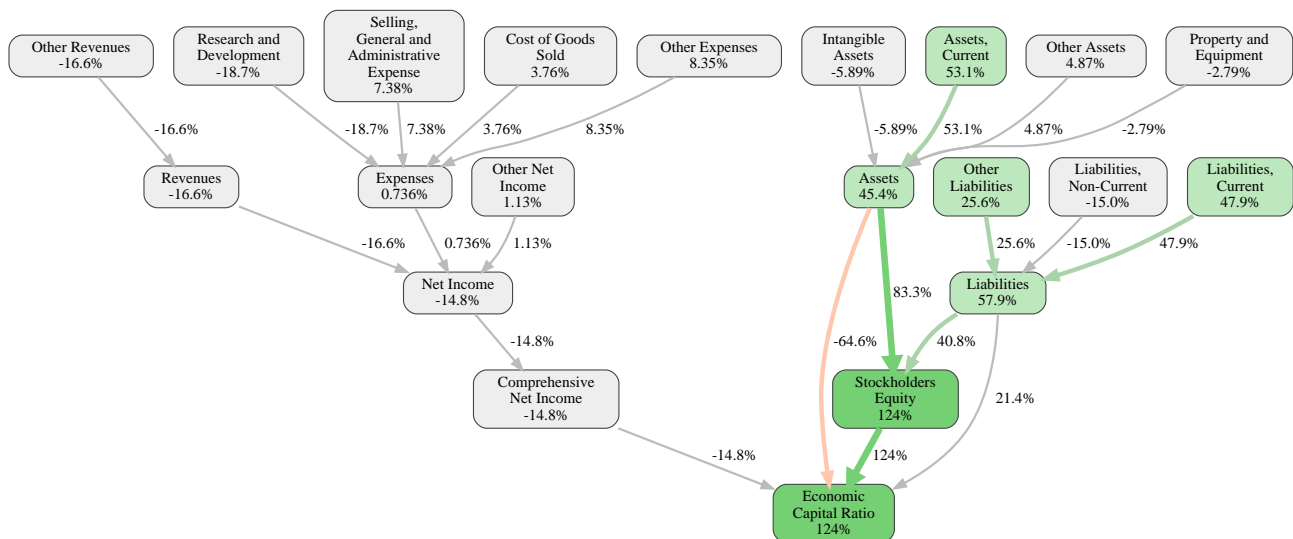 Other Revenues
-16.6%
Research and
Development
-18.7%
Selling,
General and
Administrative
Expense
7.38%
Cost of Goods
Sold
3.76%
Other Expenses
8.35%
Intangible
Assets
-5.89%
Assets,
Current
53.1%
Other Assets
4.87%
Property and
Equipment
-2.79%
-16.6%
-18.7%
7.38%
3.76%
8.35%
-5.89%
53.1%
4.87%
-2.79%
Revenues
-16.6%
Expenses
0.736%
Other Net
Income
1.13%
Assets
45.4%
Other
Liabilities
25.6%
Liabilities,
Non-Current
-15.0%
Liabilities,
Current
47.9%
-16.6%
0.736%
1.13%
25.6%
-15.0%
47.9%
Net Income
-14.8%
83.3%
Liabilities
57.9%
-14.8%
-64.6%
40.8%
Comprehensive
Net Income
-14.8%
Stockholders
Equity
124%
21.4%
-14.8%
124%
Economic
Capital Ratio
124%